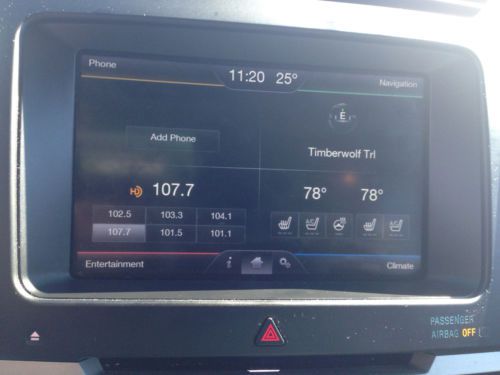 Phone
11:20 25°
Navigation
E
Add Phone
Timberwolf Trl
HD 107.7
78° 78°
102.5 103.3 104.1
107.7 101.5 101.1
Entertainment
i
Climate
PASSENGER
AIRBAG OFF